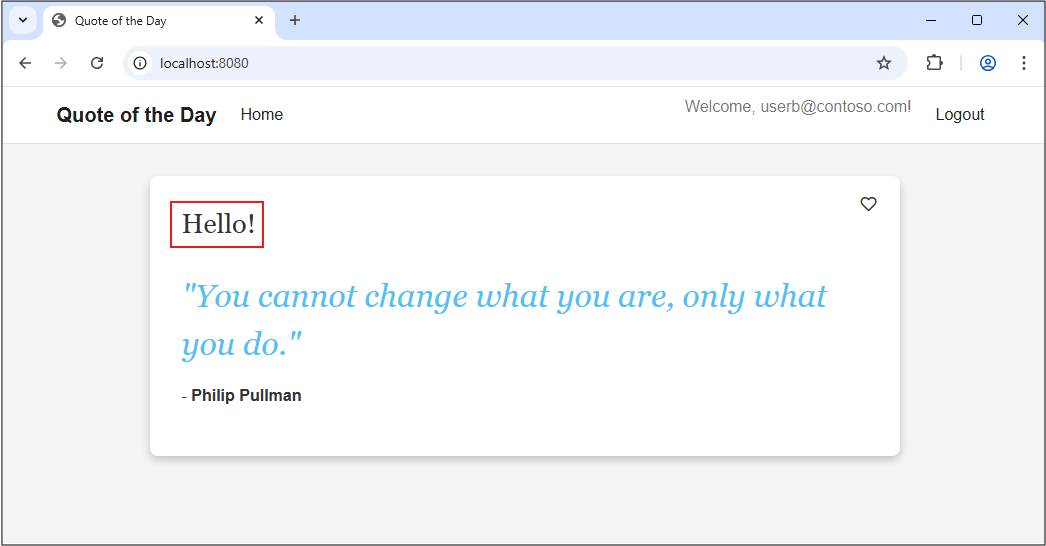 Quote of the Day
localhost:8080
Quote of the Day Home Welcome, userb@contoso.com! Logout
Hello!
"You cannot change what you are, only what
you do."
- Philip Pullman